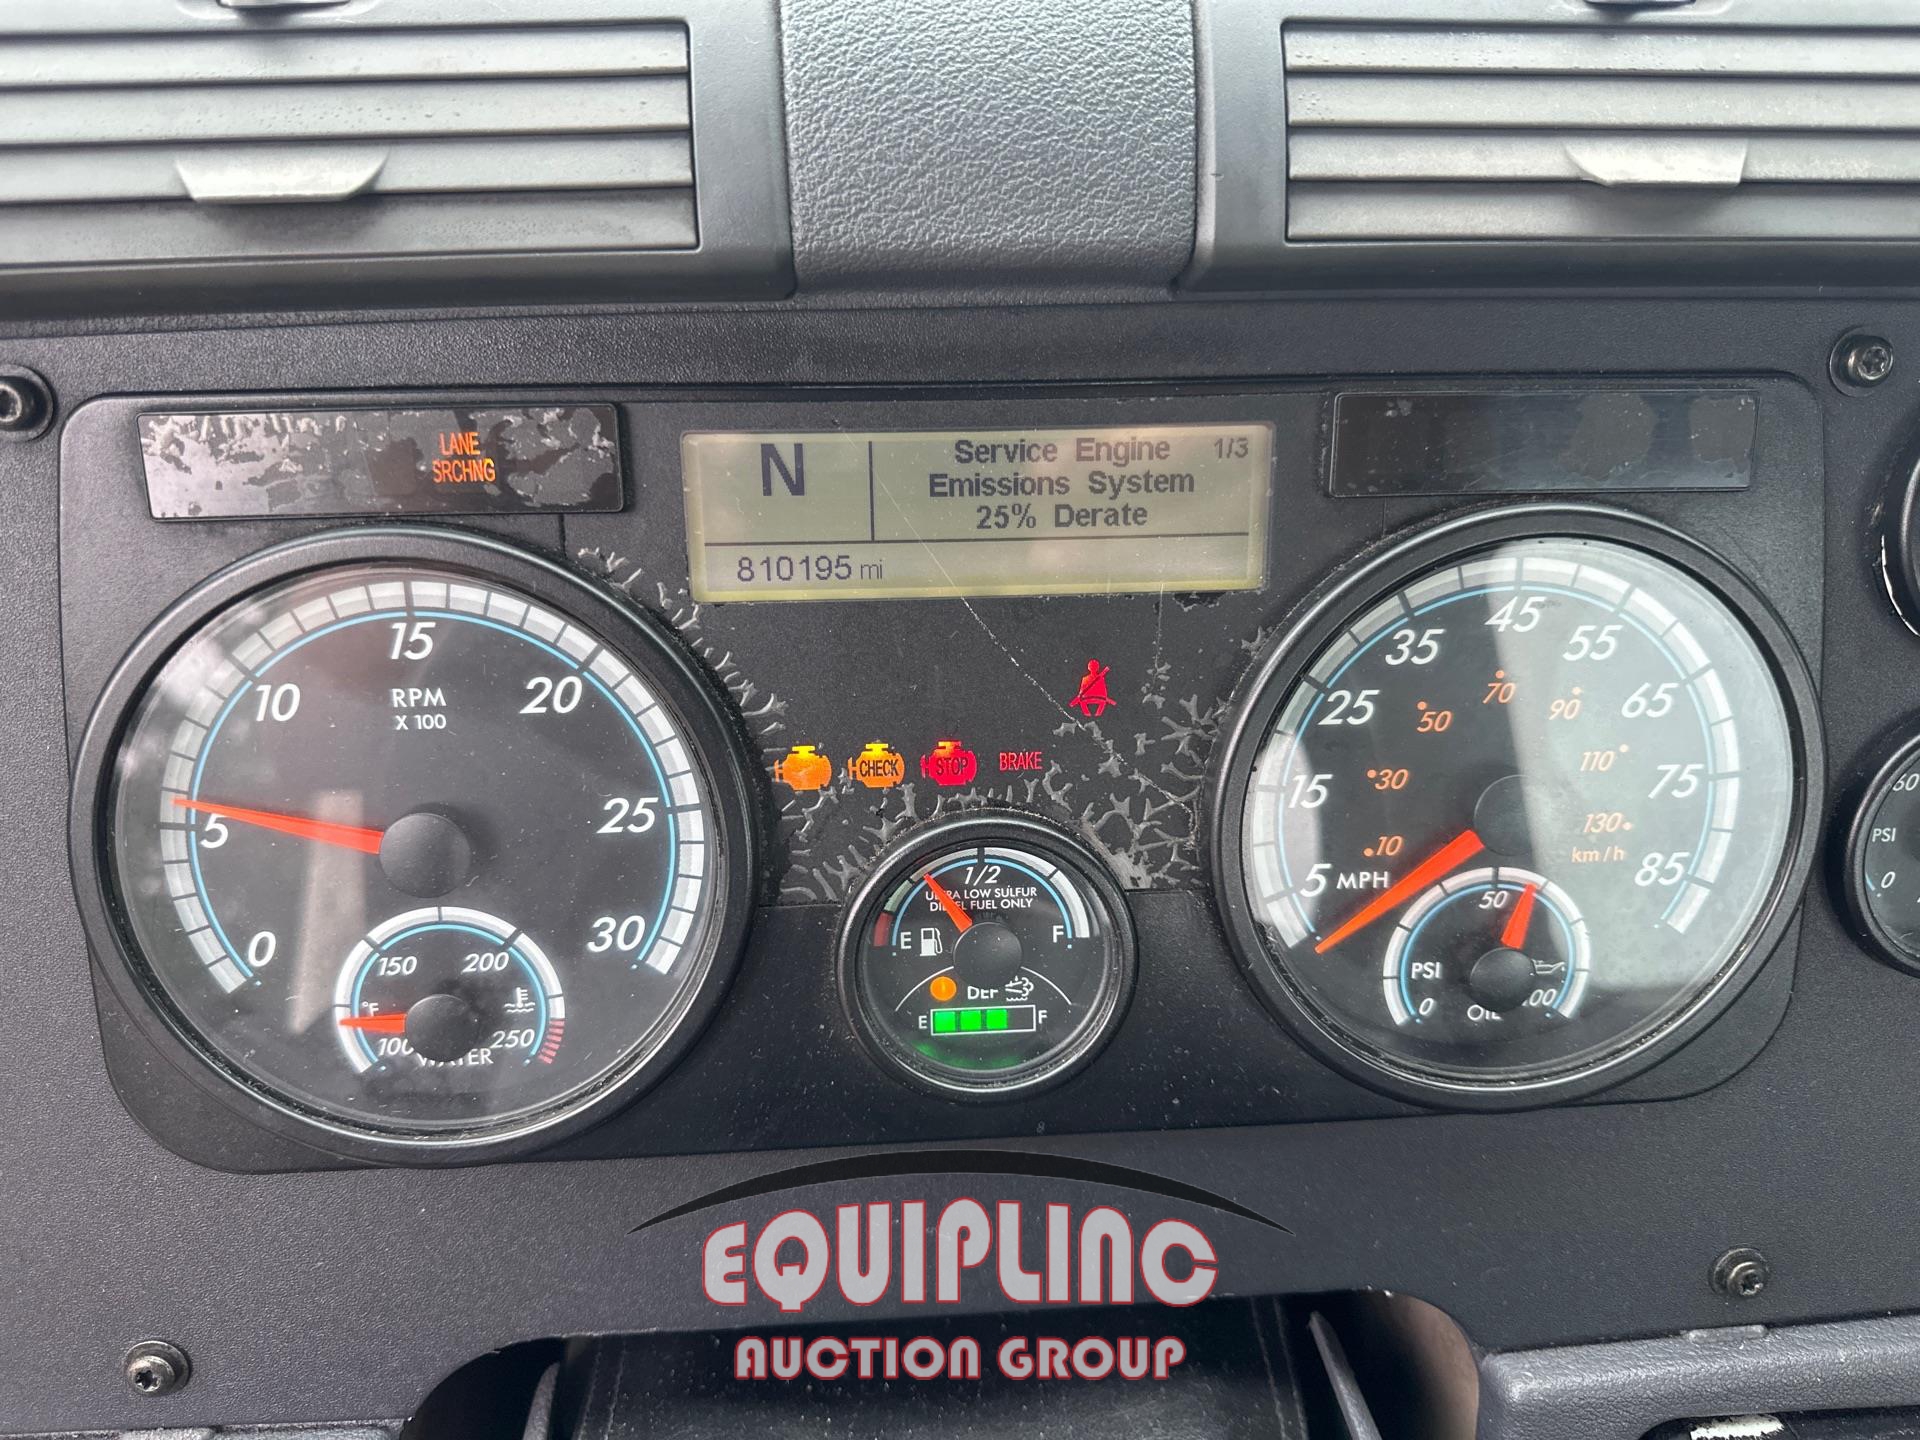 LANE
SRCHNG
N
Service Engine 1/3
Emissions System
25% Derate
810195 mi
0
5
10
15
20
25
30
RPM
X 100
°F
100
150
200
250
WATER
CHECK
STOP
BRAKE
1/2
ULTRA LOW SULFUR
DIESEL FUEL ONLY
E F
DEF
E F
5 MPH
15
25
35
45
55
65
75
85
10
30
50
70
90
110
130
km/h
PSI
0
50
100
OIL
60
PSI
0
EQUIPLINC
AUCTION GROUP